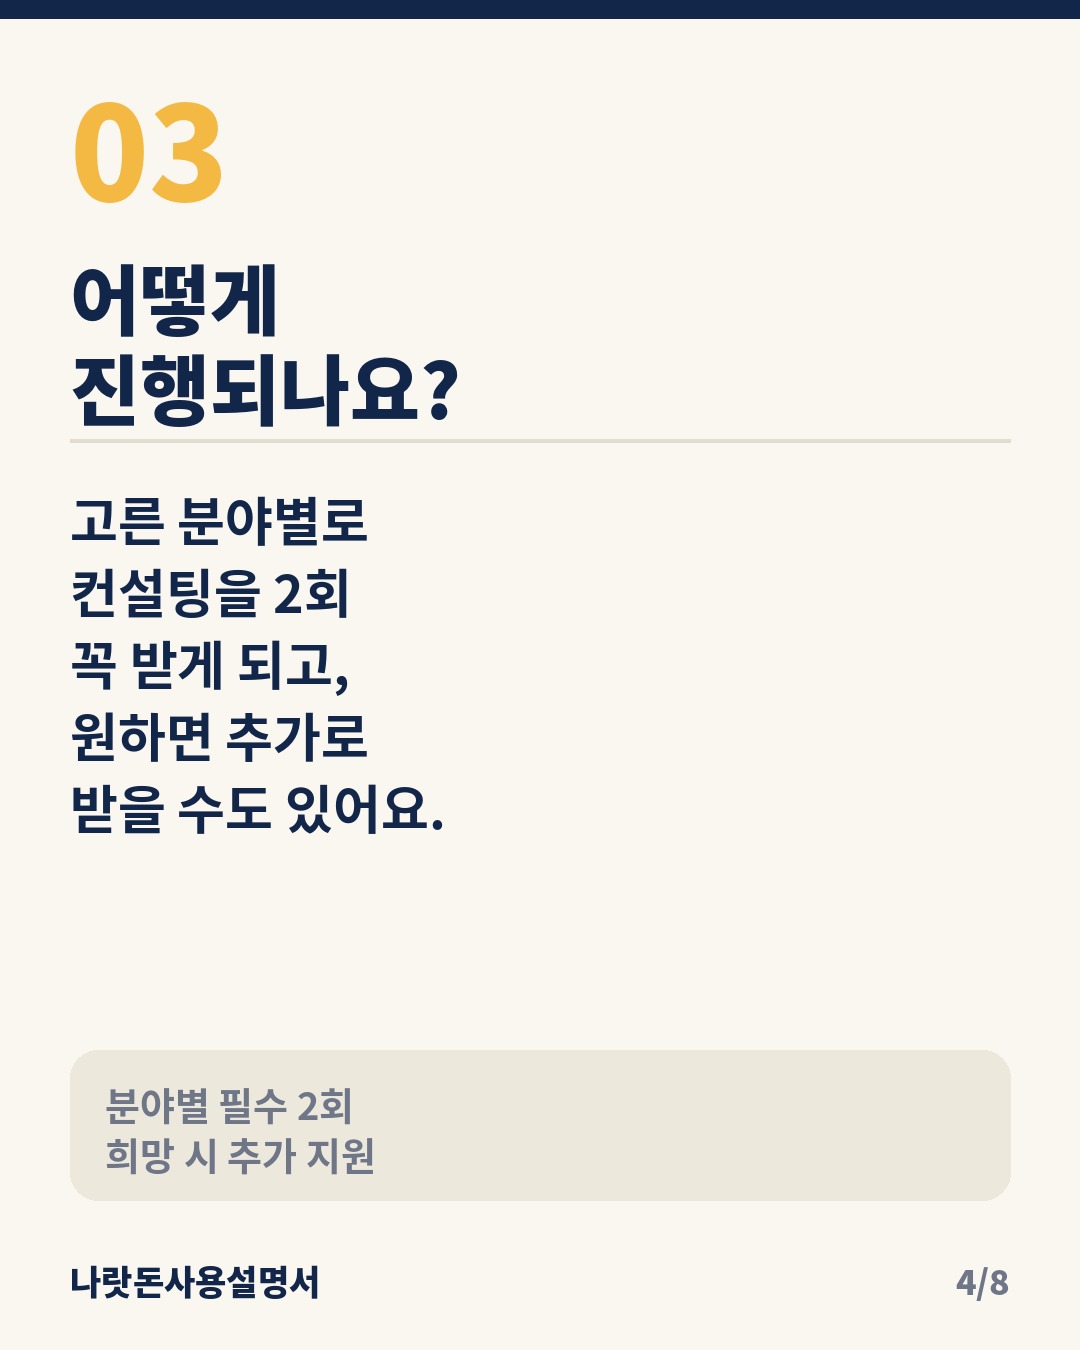 03
어떻게
진행되나요?
고른 분야별로
컨설팅을 2회
꼭 받게 되고,
원하면 추가로
받을 수도 있어요.
분야별 필수 2회
희망 시 추가 지원
나랏돈사용설명서
4/8